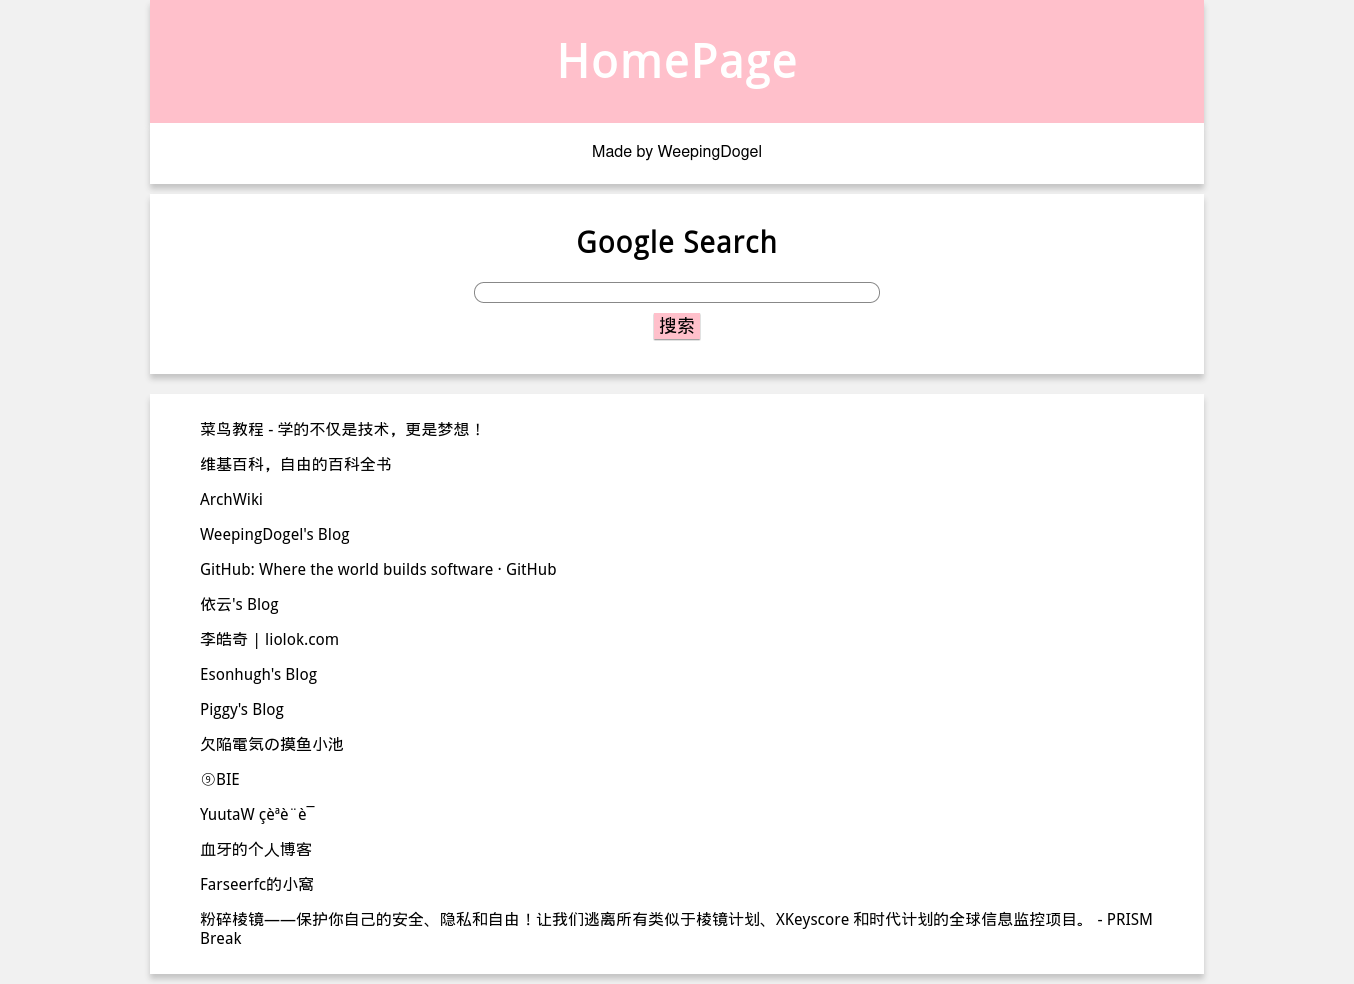 HomePage
Made by WeepingDogel
Google Search
搜索
菜鸟教程 - 学的不仅是技术，更是梦想！
维基百科，自由的百科全书
ArchWiki
WeepingDogel's Blog
GitHub: Where the world builds software · GitHub
依云's Blog
李皓奇 | liolok.com
Esonhugh's Blog
Piggy's Blog
欠陥電気の摸鱼小池
⑨BIE
YuutaW çèªè¨è¯
血牙的个人博客
Farseerfc的小窩
粉碎棱镜——保护你自己的安全、隐私和自由！让我们逃离所有类似于棱镜计划、XKeyscore 和时代计划的全球信息监控项目。 - PRISM
Break